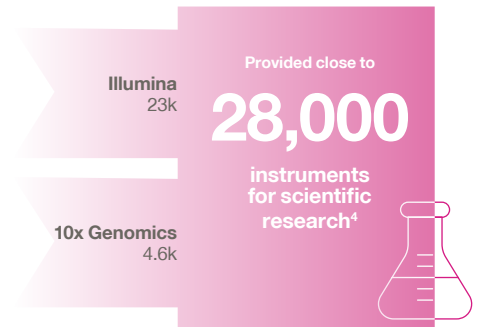 Illumina
23k
10x Genomics
4.6k
Provided close to
28,000
instruments
for scientific
research⁴